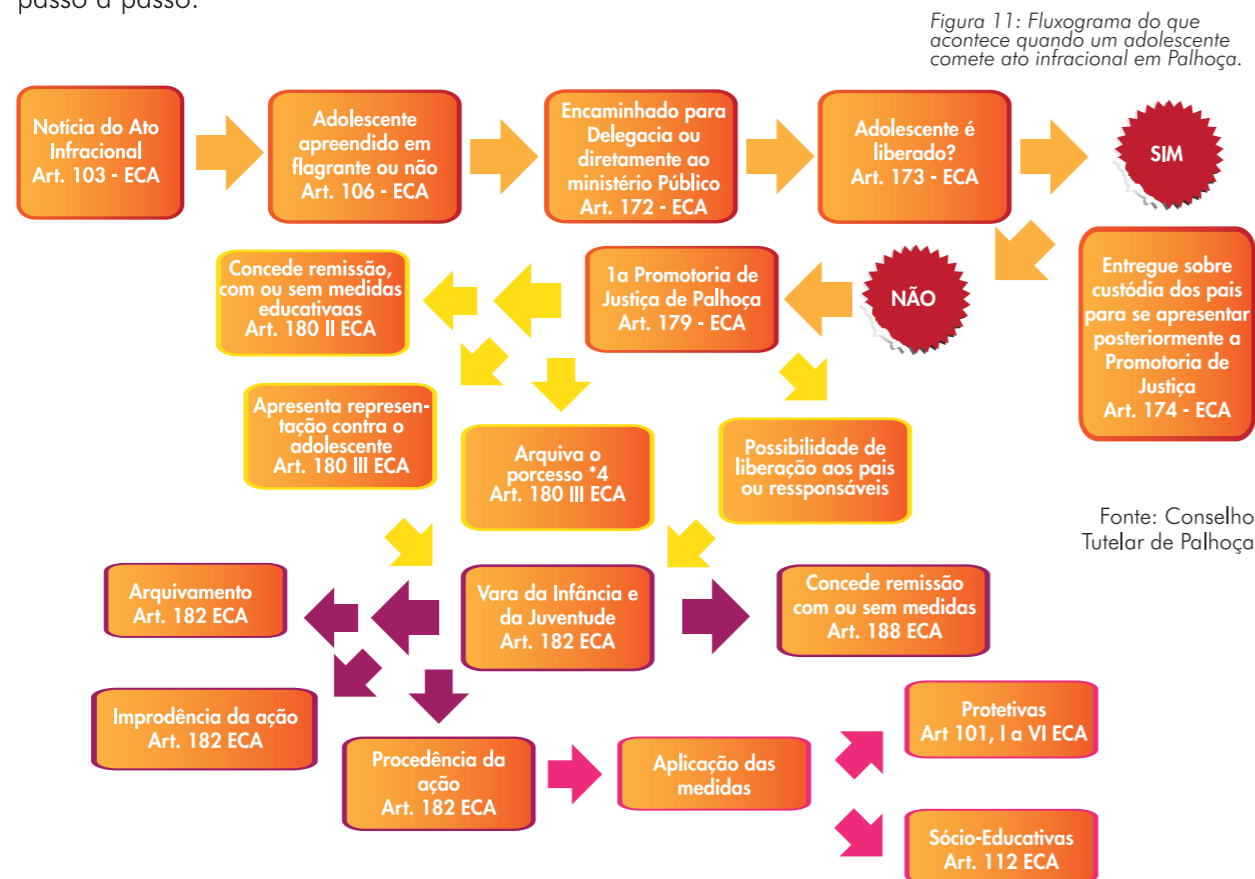 passo a passo.
Figura 11: Fluxograma do que
acontece quando um adolescente
comete ato infracional em Palhoça.
Notícia do Ato
Infracional
Art. 103 - ECA
Adolescente
apreendido em
flagrante ou não
Art. 106 - ECA
Encaminhado para
Delegacia ou
diretamente ao
ministério Público
Art. 172 - ECA
Adolescente é
liberado?
Art. 173 - ECA
SIM
Entregue sobre
custódia dos pais
para se apresentar
posteriormente a
Promotoria de
Justiça
Art. 174 - ECA
NÃO
1a Promotoria de
Justiça de Palhoça
Art. 179 - ECA
Concede remissão,
com ou sem medidas
educativaas
Art. 180 II ECA
Apresenta represen-
tação contra o
adolescente
Art. 180 III ECA
Arquiva o
porcesso *4
Art. 180 III ECA
Possibilidade de
liberação aos pais
ou ressponsáveis
Fonte: Conselho
Tutelar de Palhoça
Arquivamento
Art. 182 ECA
Vara da Infância e
da Juventude
Art. 182 ECA
Concede remissão
com ou sem medidas
Art. 188 ECA
Improdência da ação
Art. 182 ECA
Procedência da
ação
Art. 182 ECA
Aplicação das
medidas
Protetivas
Art 101, I a VI ECA
Sócio-Educativas
Art. 112 ECA